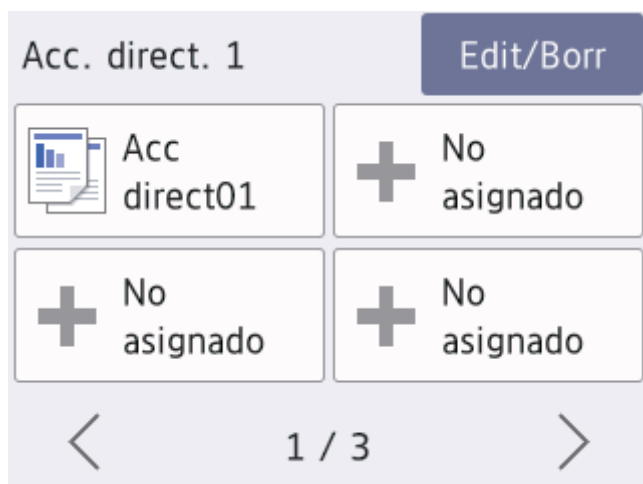 Acc. direct. 1
Edit/Borr
Acc
direct01
No
asignado
No
asignado
No
asignado
1 / 3